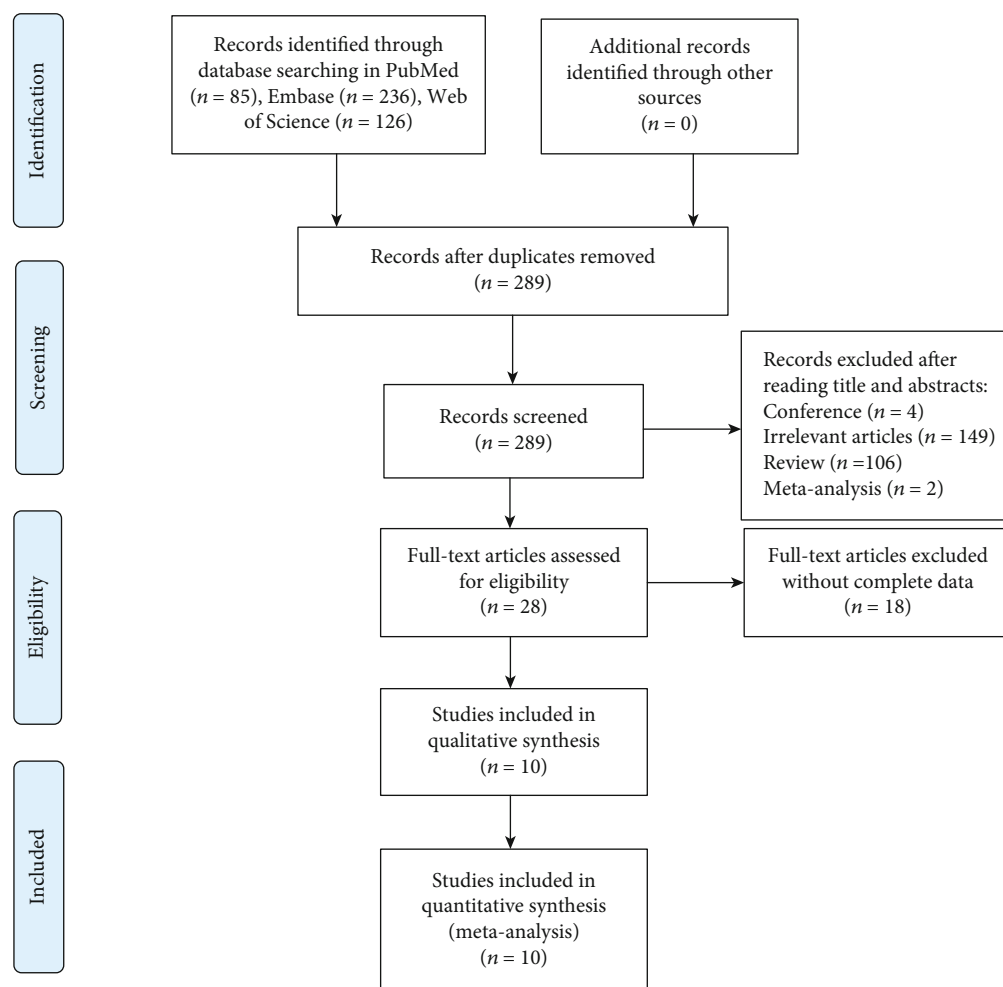 Identification
Records identified through
database searching in PubMed
(n = 85), Embase (n = 236), Web
of Science (n = 126)
Additional records
identified through other
sources
(n = 0)
Records after duplicates removed
(n = 289)
Screening
Records screened
(n = 289)
Records excluded after
reading title and abstracts:
Conference (n = 4)
Irrelevant articles (n = 149)
Review (n =106)
Meta-analysis (n = 2)
Eligibility
Full-text articles assessed
for eligibility
(n = 28)
Full-text articles excluded
without complete data
(n = 18)
Studies included in
qualitative synthesis
(n = 10)
Included
Studies included in
quantitative synthesis
(meta-analysis)
(n = 10)